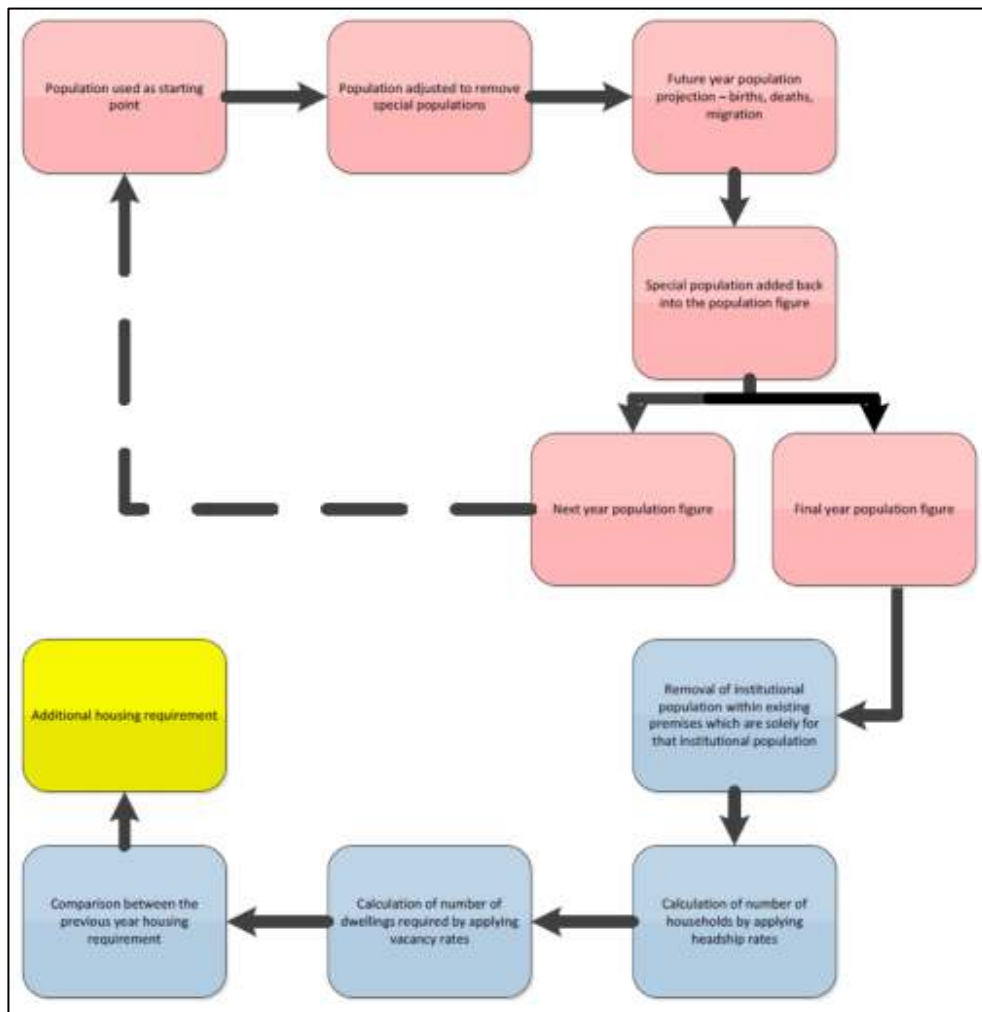 Population used as starting
point
Population adjusted to remove
special populations
Future year population
projection – births, deaths,
migration
Special population added back
into the population figure
Next year population figure
Final year population figure
Removal of institutional
population within existing
premises which are solely for
that institutional population
Calculation of number of
households by applying
headship rates
Calculation of number of
dwellings required by applying
vacancy rates
Comparison between the
previous year housing
requirement
Additional housing requirement